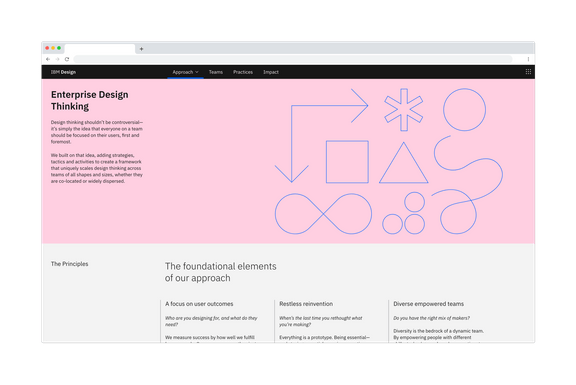 IBM Design
Approach
Teams
Practices
Impact
Enterprise Design
Thinking
Design thinking shouldn't be controversial—
it's simply the idea that everyone on a team
should be focused on their users, first and
foremost.
We built on that idea, adding strategies,
tactics and activities to create a framework
that uniquely scales design thinking across
teams of all shapes and sizes, whether they
are co-located or widely dispersed.
The Principles
The foundational elements
of our approach
A focus on user outcomes
Who are you designing for, and what do they
need?
We measure success by how well we fulfill
Restless reinvention
When's the last time you rethought what
you're making?
Everything is a prototype. Being essential—
Diverse empowered teams
Do you have the right mix of makers?
Diversity is the bedrock of a dynamic team.
By empowering people with different